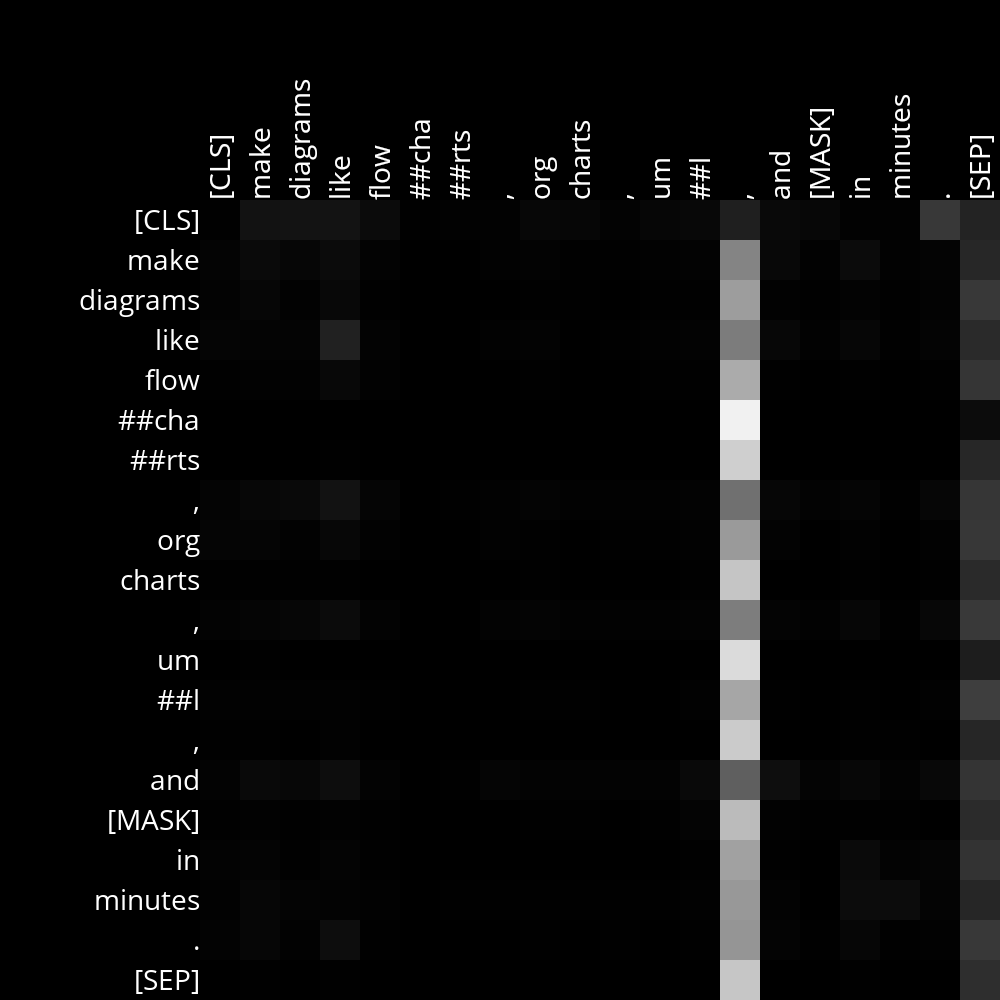 [CLS] make diagrams like flow ##cha ##rts , org charts , um ##l , and [MASK] in minutes . [SEP]
[CLS]
make
diagrams
like
flow
##cha
##rts
,
org
charts
,
um
##l
,
and
[MASK]
in
minutes
.
[SEP]